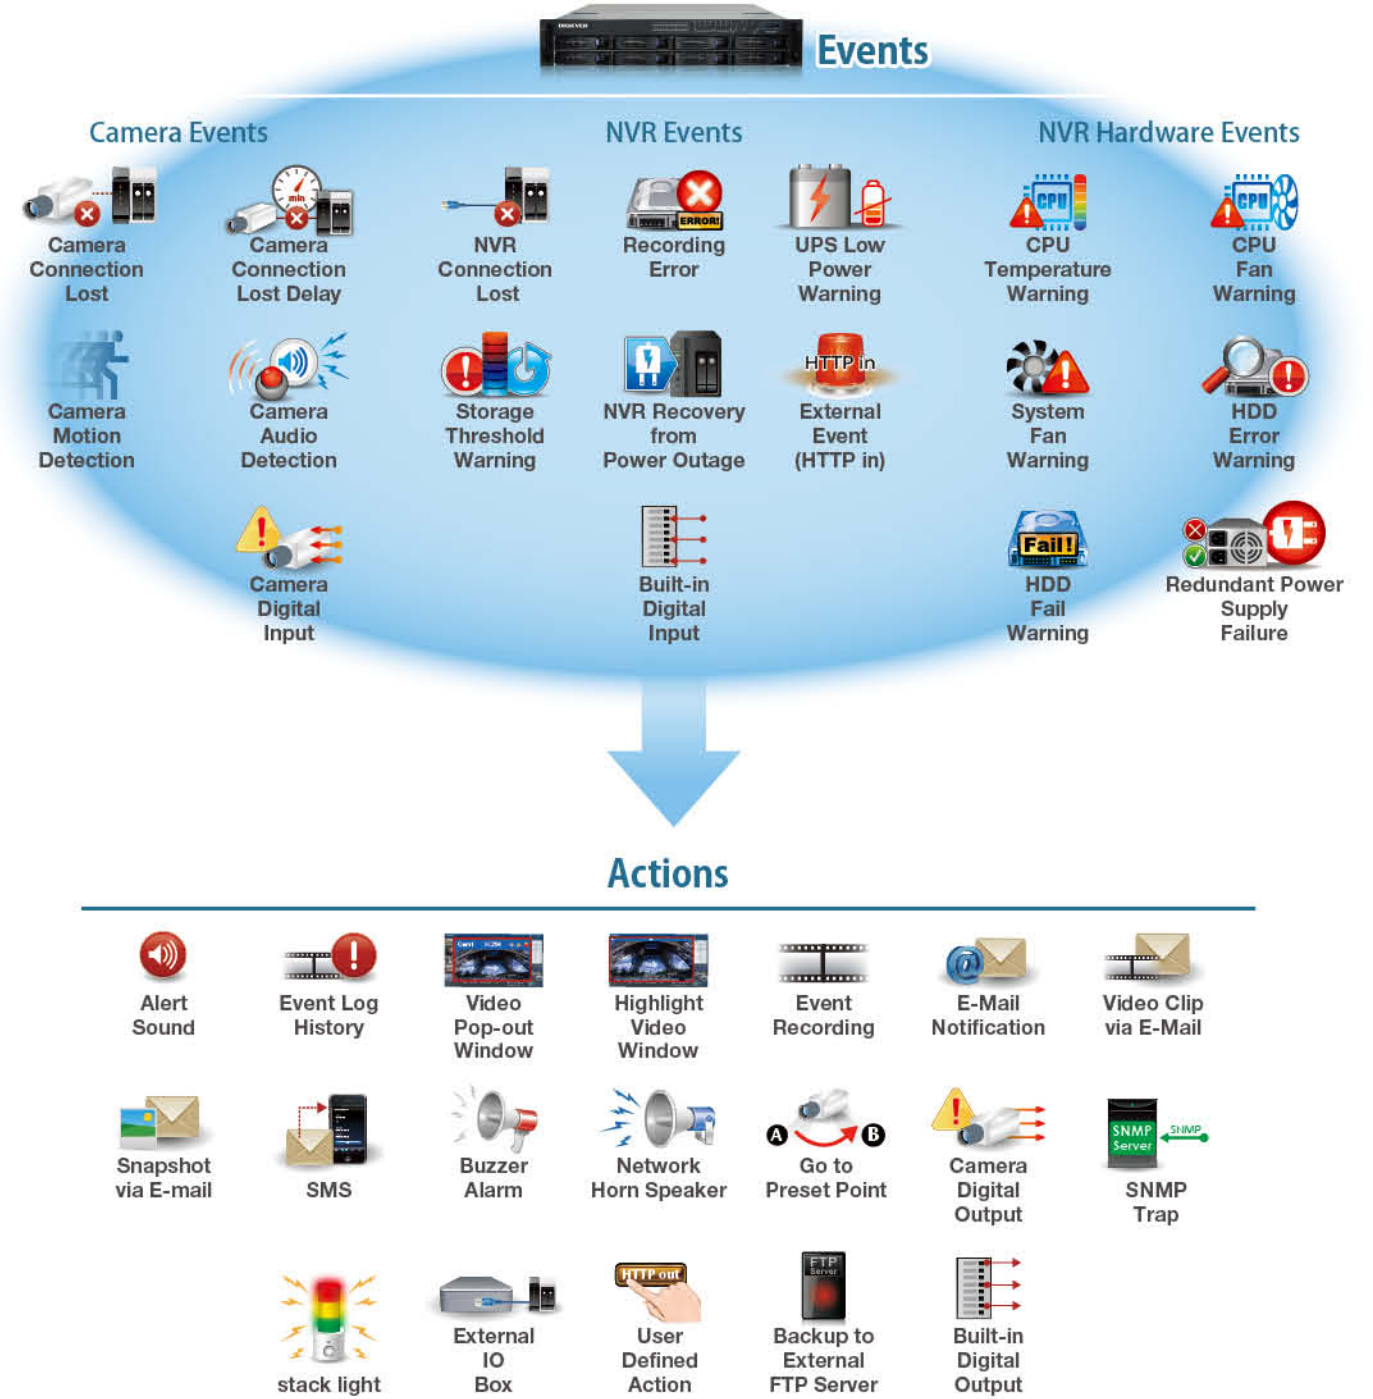 Events
Camera Events
NVR Events
NVR Hardware Events
min
ERROR!
CPU
CPU
Camera
Connection
Lost
Camera
Connection
Lost Delay
NVR
Connection
Lost
Recording
Error
UPS Low
Power
Warning
CPU
Temperature
Warning
CPU
Fan
Warning
HTTP in
Camera
Motion
Detection
Camera
Audio
Detection
Storage
Threshold
Warning
NVR Recovery
from
Power Outage
External
Event
(HTTP in)
System
Fan
Warning
HDD
Error
Warning
Fail!
Camera
Digital
Input
Built-in
Digital
Input
HDD
Fail
Warning
Redundant Power
Supply
Failure
Actions
Alert
Sound
Event Log
History
Video
Pop-out
Window
Highlight
Video
Window
Event
Recording
E-Mail
Notification
Video Clip
via E-Mail
A
B
SNMP
Server
SNMP
Snapshot
via E-mail
SMS
Buzzer
Alarm
Network
Horn Speaker
Go to
Preset Point
Camera
Digital
Output
SNMP
Trap
HTTP out
FTP
Server
stack light
External
IO
Box
User
Defined
Action
Backup to
External
FTP Server
Built-in
Digital
Output